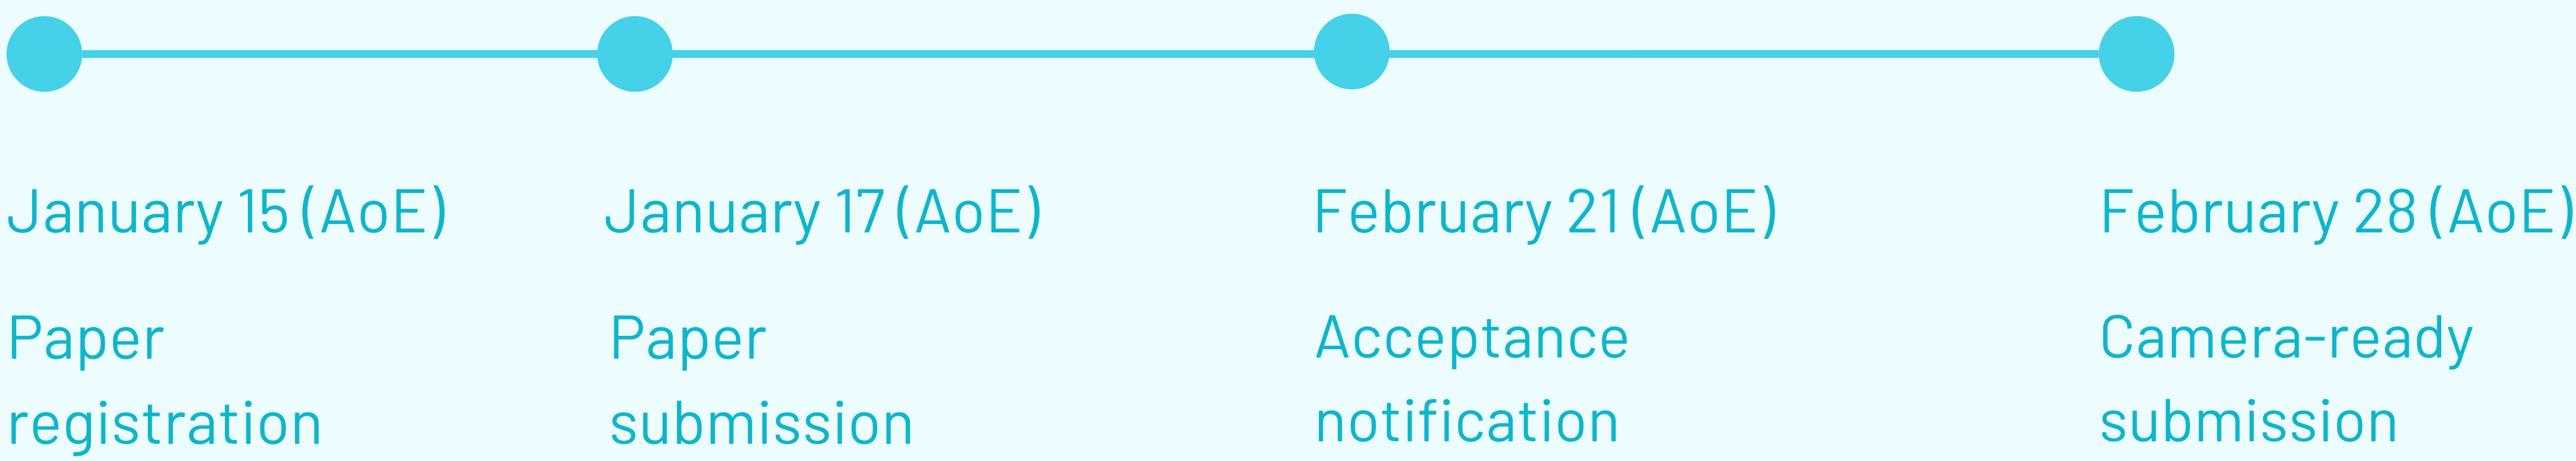 January 15 (AoE)
January 17 (AoE)
February 21 (AoE)
February 28 (AoE)
Paper
registration
Paper
submission
Acceptance
notification
Camera-ready
submission